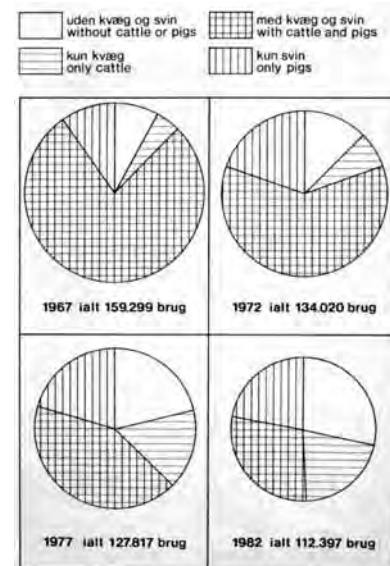 uden kvæg og svin
without cattle or pigs
med kvæg og svin
with cattle and pigs
kun kvæg
only cattle
kun svin
only pigs
1967 ialt 159.299 brug
1972 ialt 134.020 brug
1977 ialt 127.817 brug
1982 ialt 112.397 brug